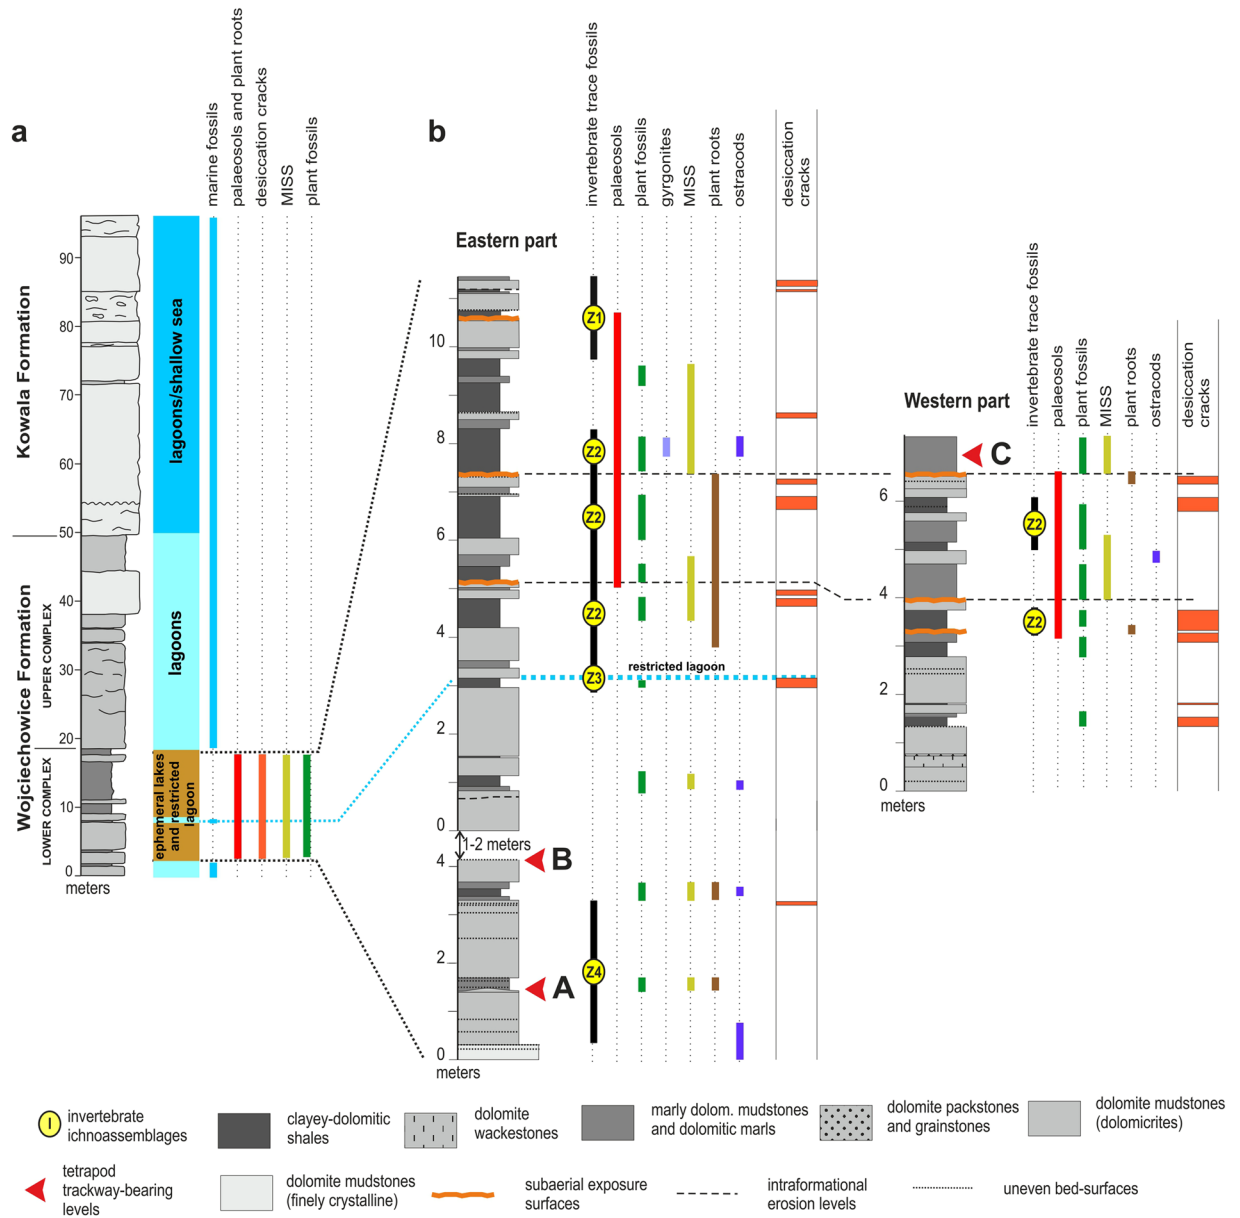 a
marine fossils
palaeosols and plant roots
desiccation cracks
MISS
plant fossils
Kowala Formation
Wojciechowice Formation
UPPER COMPLEX
LOWER COMPLEX
90
80
70
60
50
40
30
20
10
0
meters
lagoons/shallow sea
lagoons
ephemeral lakes
and restricted
lagoon
b
Eastern part
invertebrate trace fossils
palaeosols
plant fossils
gyrgonites
MISS
plant roots
ostracods
desiccation
cracks
10
8
6
4
2
0
1-2 meters
4
2
0
meters
Z1
Z2
Z2
Z2
Z3
Z4
restricted lagoon
B
A
Western part
invertebrate trace fossils
palaeosols
plant fossils
MISS
plant roots
ostracods
desiccation
cracks
C
6
4
2
0
meters
Z2
Z2
I
invertebrate
ichnoassemblages
clayey-dolomitic
shales
dolomite
wackestones
marly dolom. mudstones
and dolomitic marls
dolomite packstones
and grainstones
dolomite mudstones
(dolomicrites)
tetrapod
trackway-bearing
levels
dolomite mudstones
(finely crystalline)
subaerial exposure
surfaces
intraformational
erosion levels
uneven bed-surfaces